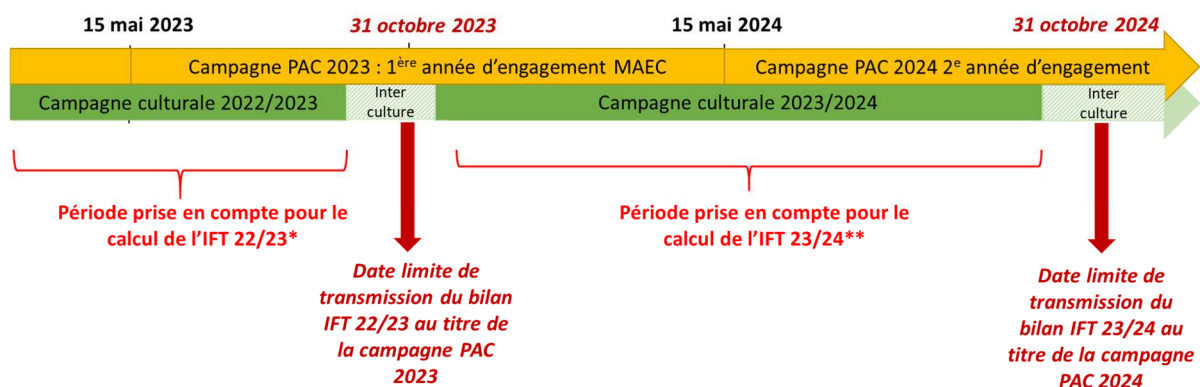 15 mai 2023
31 octobre 2023
15 mai 2024
31 octobre 2024
Campagne PAC 2023 : 1ère année d’engagement MAEC
Campagne PAC 2024 2e année d’engagement
Campagne culturale 2022/2023
Inter
culture
Campagne culturale 2023/2024
Inter
culture
Période prise en compte pour le
calcul de l’IFT 22/23*
Période prise en compte pour le
calcul de l’IFT 23/24**
Date limite de
transmission du bilan
IFT 22/23 au titre de
la campagne PAC
2023
Date limite de
transmission du
bilan IFT 23/24 au
titre de la campagne
PAC 2024